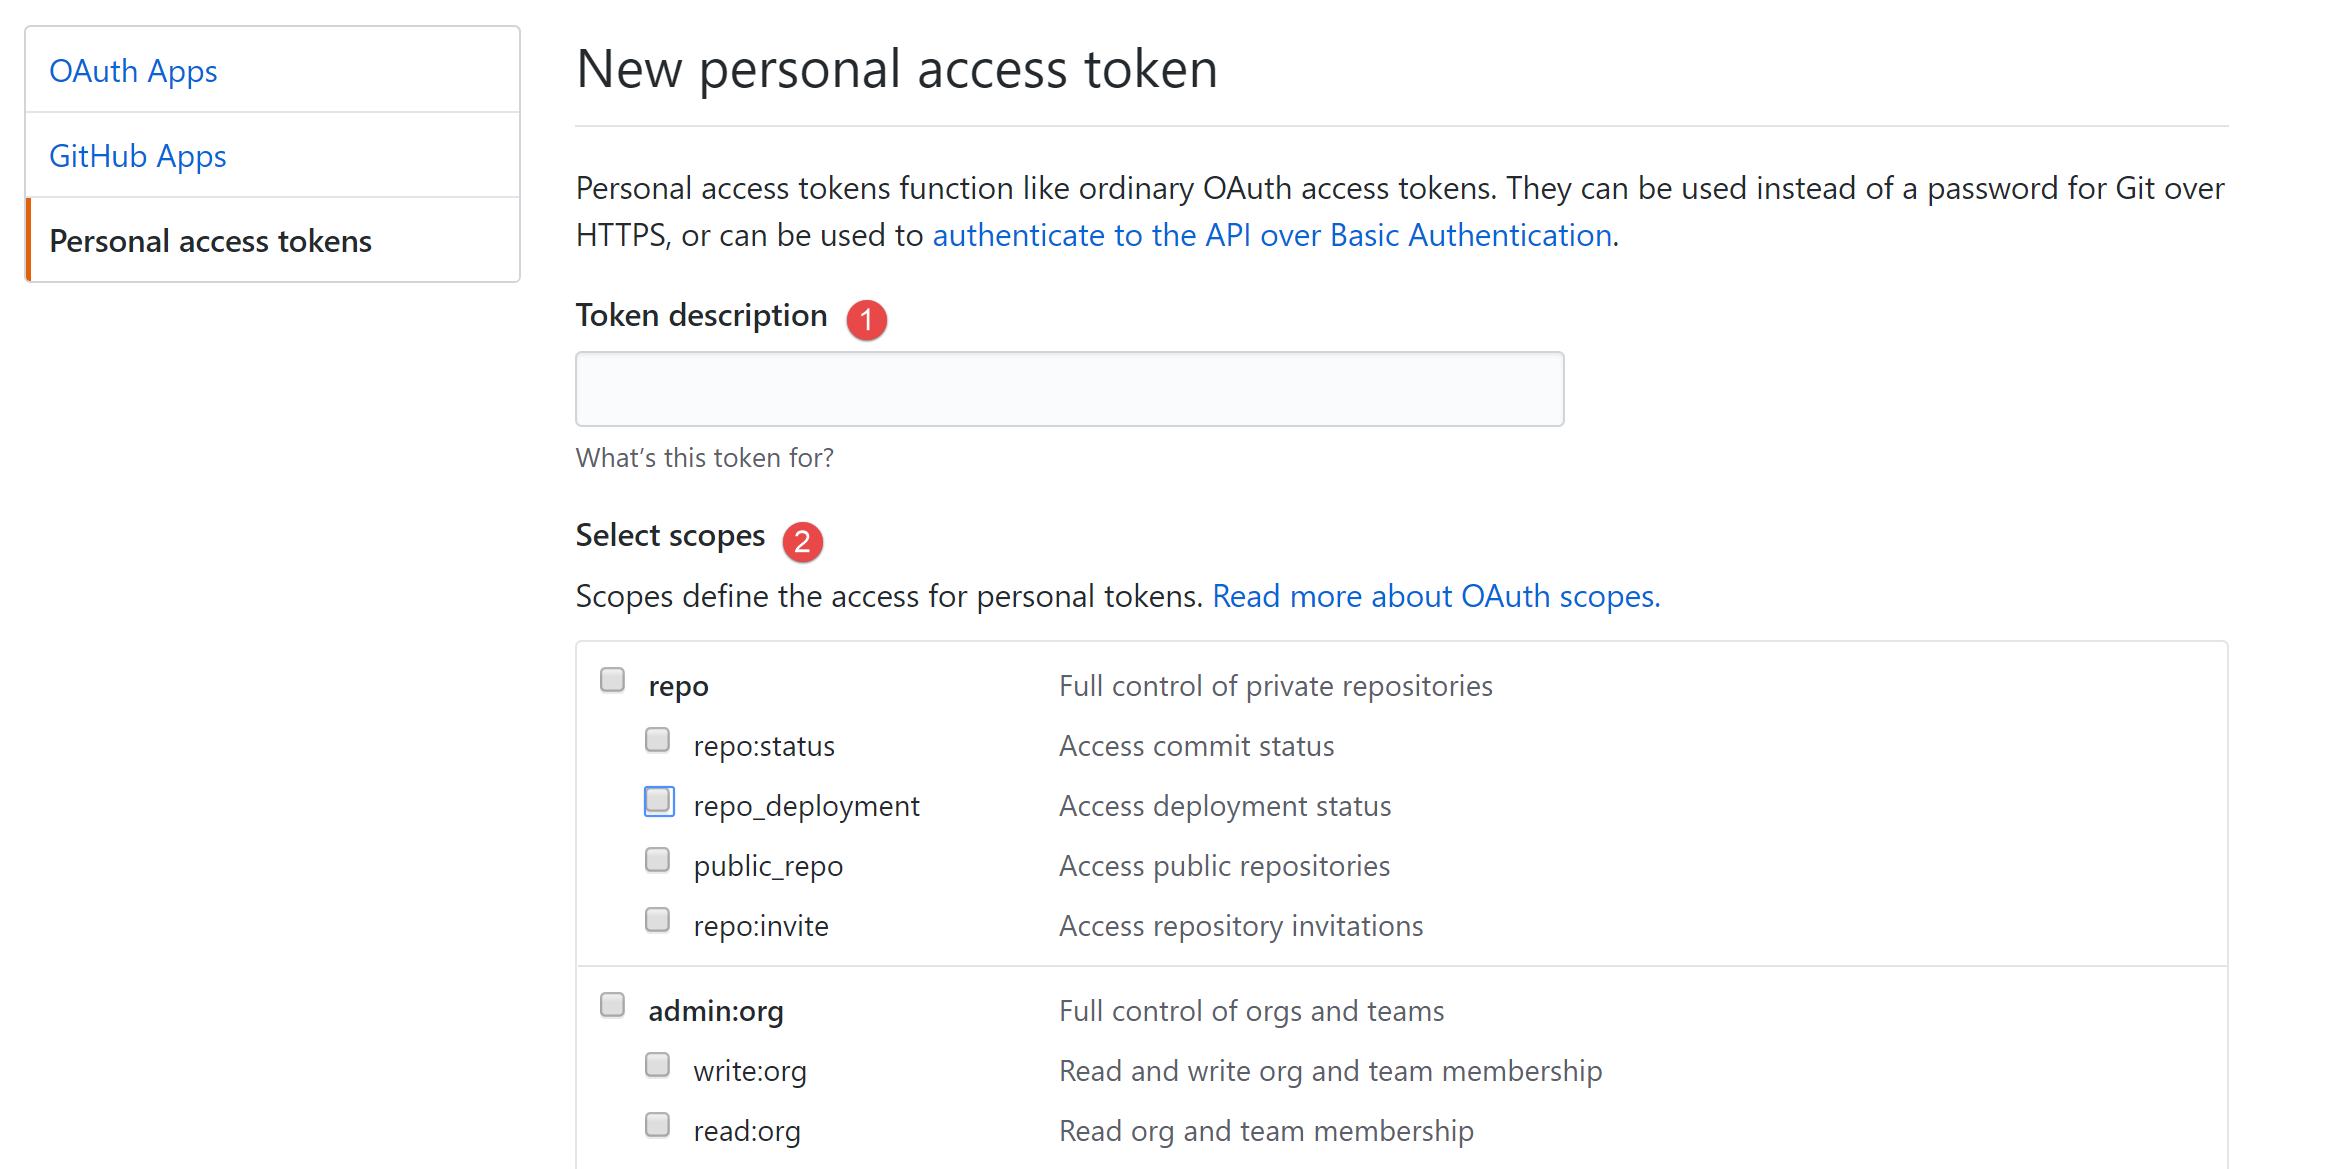 OAuth Apps
GitHub Apps
Personal access tokens
New personal access token
Personal access tokens function like ordinary OAuth access tokens. They can be used instead of a password for Git over
HTTPS, or can be used to authenticate to the API over Basic Authentication.
Token description 1
What's this token for?
Select scopes 2
Scopes define the access for personal tokens. Read more about OAuth scopes.
repo Full control of private repositories
repo:status Access commit status
repo_deployment Access deployment status
public_repo Access public repositories
repo:invite Access repository invitations
admin:org Full control of orgs and teams
write:org Read and write org and team membership
read:org Read org and team membership